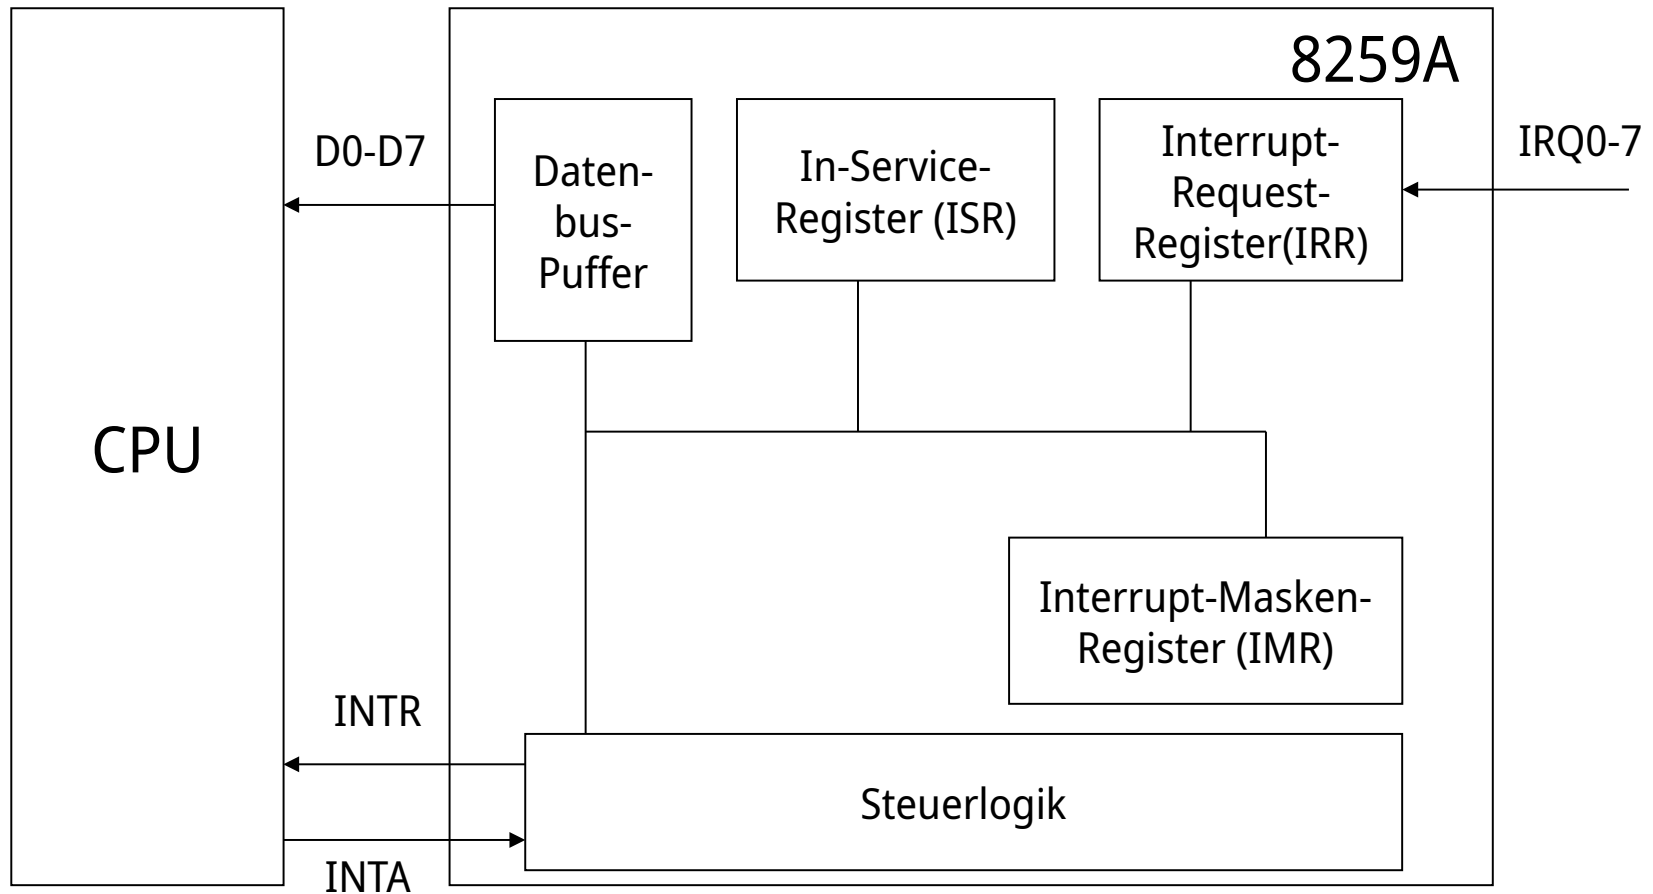 8259A
D0-D7
Daten-
bus-
Puffer
In-Service-
Register (ISR)
Interrupt-
Request-
Register(IRR)
IRQ0-7
CPU
Interrupt-Masken-
Register (IMR)
INTR
Steuerlogik
INTA